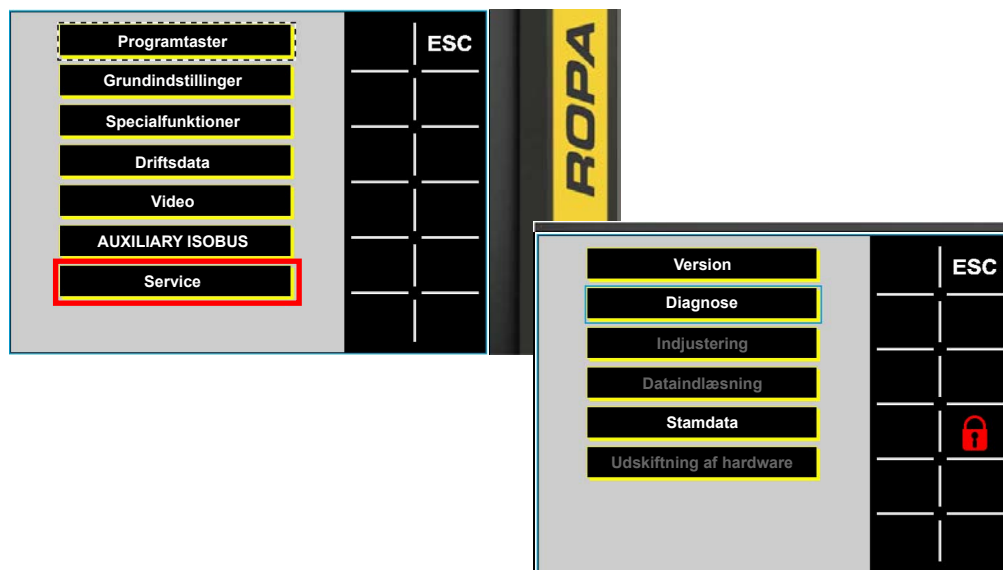 Programtaster
ESC
Grundindstillinger
Specialfunktioner
Driftsdata
Video
AUXILIARY ISOBUS
Service
ROPA
Version
ESC
Diagnose
Indjustering
Dataindlæsning
Stamdata
Udskiftning af hardware